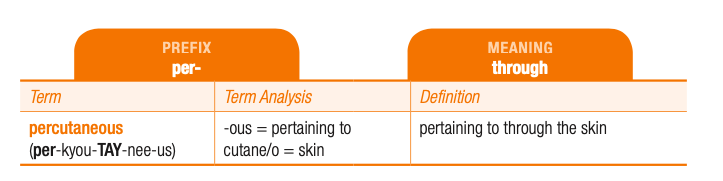 PREFIX
per-
MEANING
through
Term
Term Analysis
Definition
percutaneous
(per-kyou-TAY-nee-us)
-ous = pertaining to
cutane/o = skin
pertaining to through the skin